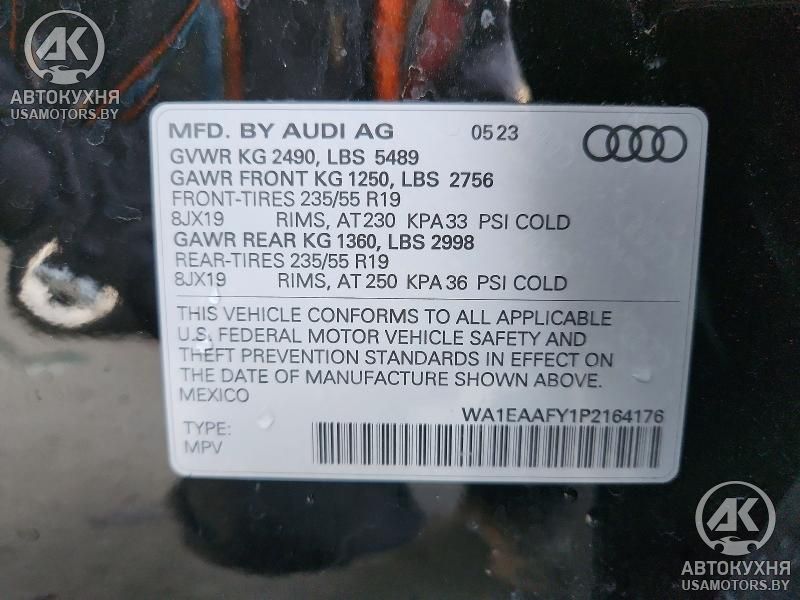 AK
АВТОКУХНЯ
USAMOTORS.BY
MFD. BY AUDI AG 0523
GVWR KG 2490, LBS 5489
GAWR FRONT KG 1250, LBS 2756
FRONT-TIRES 235/55 R19
8JX19 RIMS, AT 230 KPA 33 PSI COLD
GAWR REAR KG 1360, LBS 2998
REAR-TIRES 235/55 R19
8JX19 RIMS, AT 250 KPA 36 PSI COLD
THIS VEHICLE CONFORMS TO ALL APPLICABLE
U.S. FEDERAL MOTOR VEHICLE SAFETY AND
THEFT PREVENTION STANDARDS IN EFFECT ON
THE DATE OF MANUFACTURE SHOWN ABOVE.
MEXICO
WA1EAAFY1P2164176
TYPE:
MPV
AK
АВТОКУХНЯ
USAMOTORS.BY